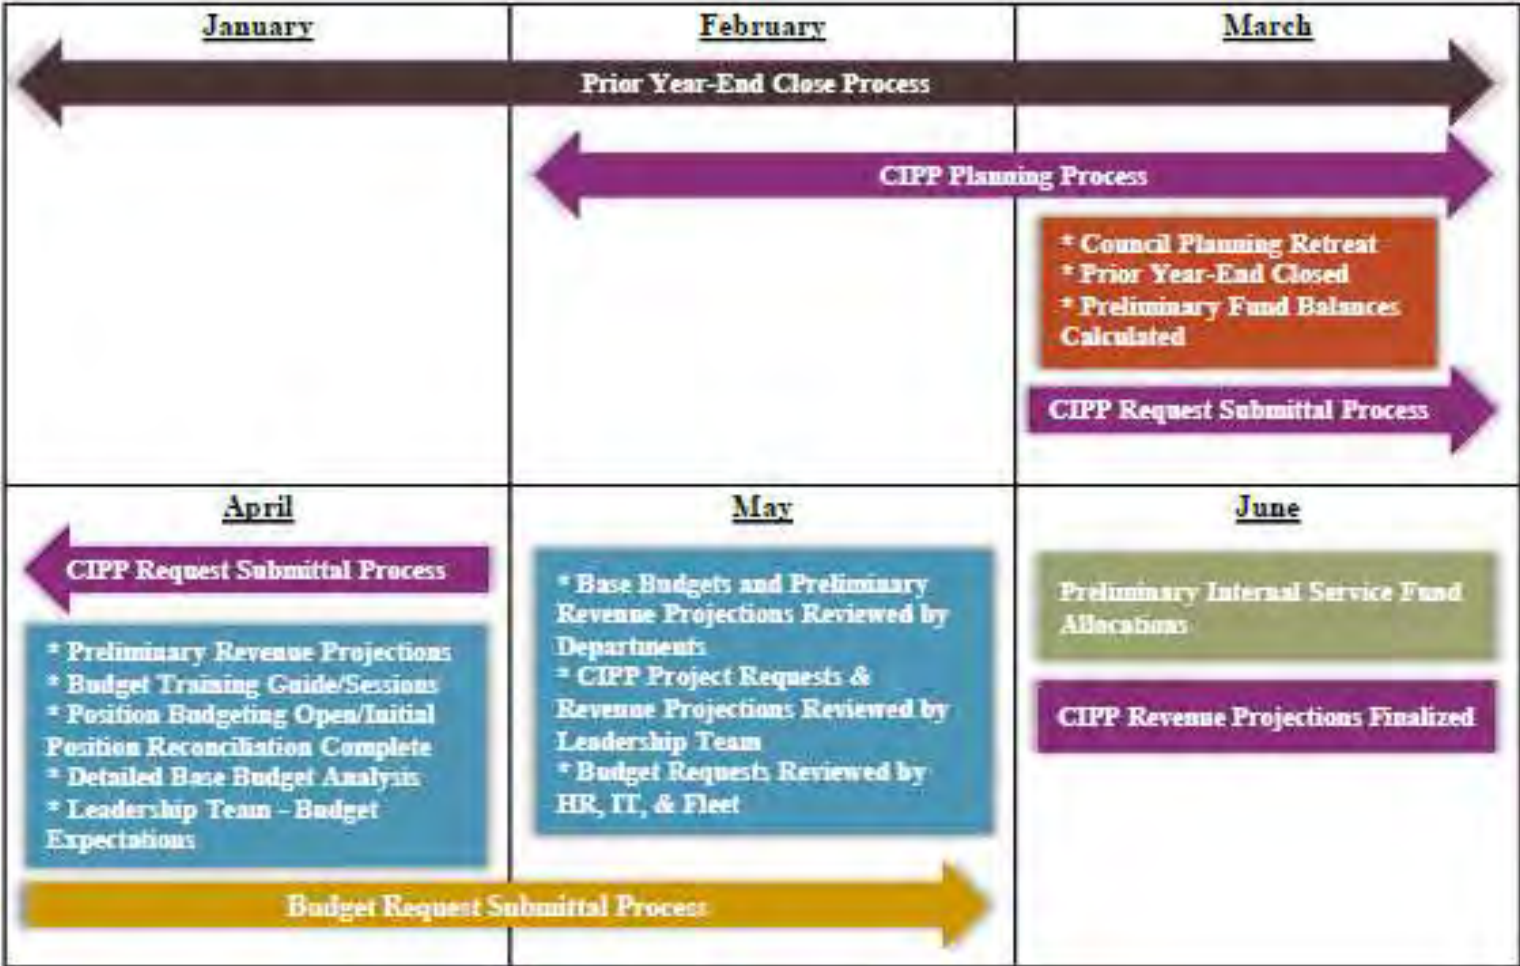 January
February
March
Prior Year-End Close Process
CIPP Planning Process
* Council Planning Retreat
* Prior Year-End Closed
* Preliminary Fund Balances
Calculated
CIPP Request Submittal Process
April
May
June
CIPP Request Submittal Process
* Preliminary Revenue Projections
* Budget Training Guide/Sessions
* Position Budgeting Open/Initial
Position Reconciliation Complete
* Detailed Base Budget Analysis
* Leadership Team - Budget
Expectations
* Base Budgets and Preliminary
Revenue Projections Reviewed by
Departments
* CIPP Project Requests &
Revenue Projections Reviewed by
Leadership Team
* Budget Requests Reviewed by
HR, IT, & Fleet
Preliminary Internal Service Fund
Allocations
CIPP Revenue Projections Finalized
Budget Request Submittal Process